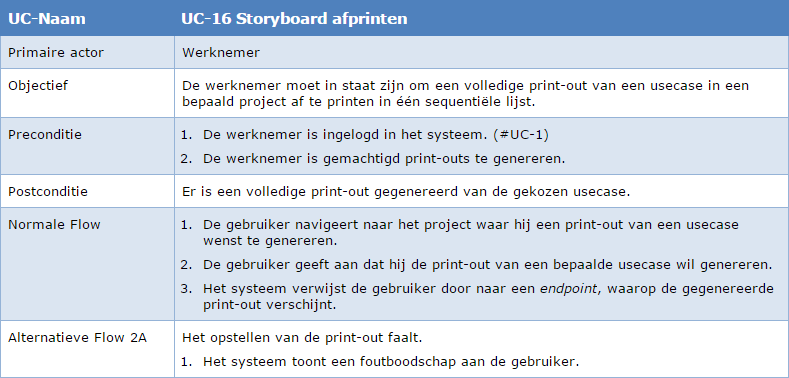 UC-Naam UC-16 Storyboard afprinten
Primaire actor Werknemer
Objectief De werknemer moet in staat zijn om een volledige print-out van een usecase in een
bepaald project af te printen in één sequentiële lijst.
Preconditie 1. De werknemer is ingelogd in het systeem. (#UC-1)
2. De werknemer is gemachtigd print-outs te genereren.
Postconditie Er is een volledige print-out gegenereerd van de gekozen usecase.
Normale Flow 1. De gebruiker navigeert naar het project waar hij een print-out van een usecase
wenst te genereren.
2. De gebruiker geeft aan dat hij de print-out van een bepaalde usecase wil genereren.
3. Het systeem verwijst de gebruiker door naar een endpoint, waarop de gegenereerde
print-out verschijnt.
Alternatieve Flow 2A Het opstellen van de print-out faalt.
1. Het systeem toont een foutboodschap aan de gebruiker.